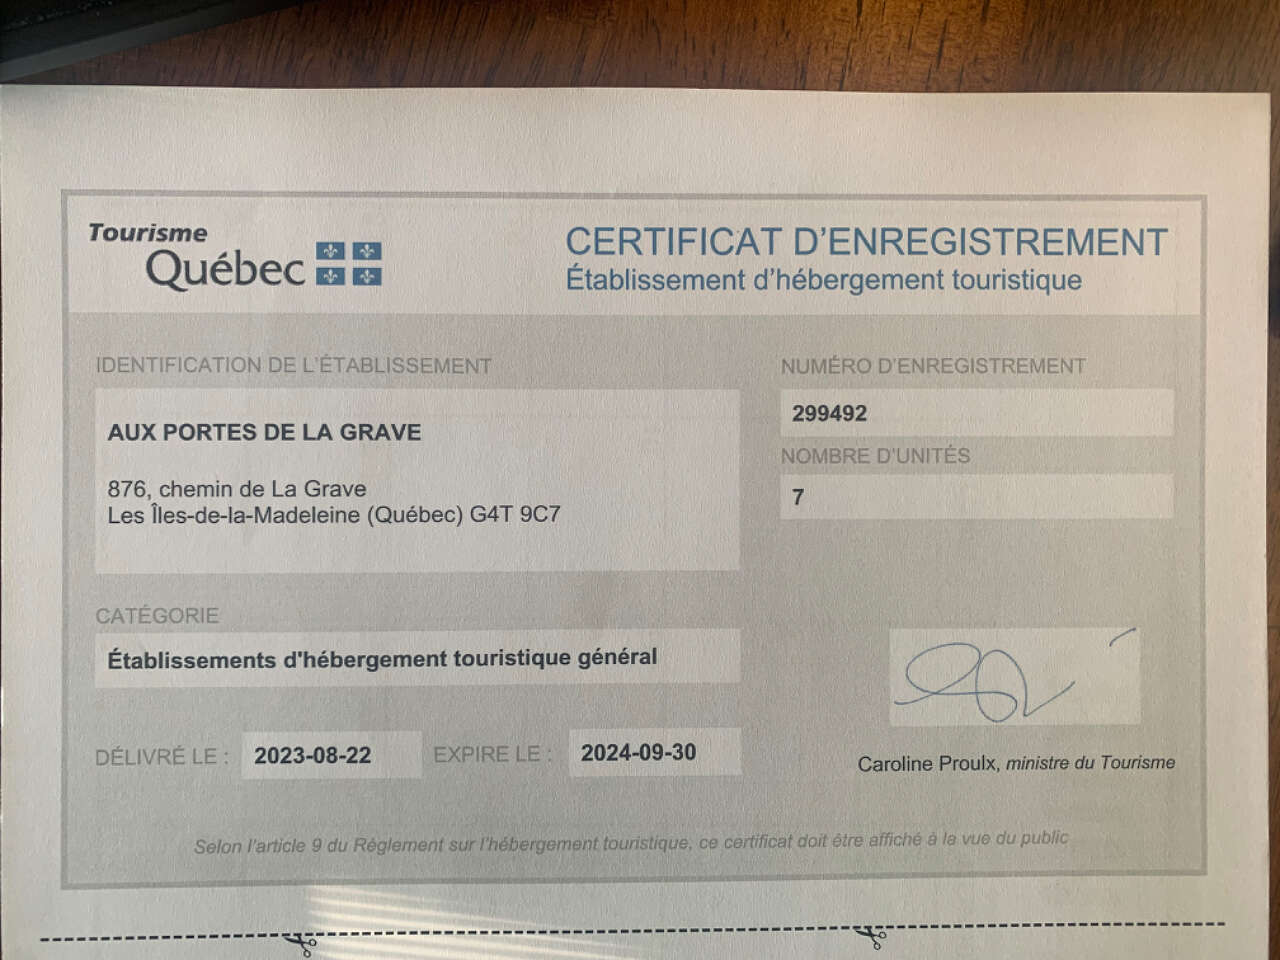 Tourisme
Québec
CERTIFICAT D'ENREGISTREMENT
Établissement d'hébergement touristique
IDENTIFICATION DE L'ÉTABLISSEMENT
AUX PORTES DE LA GRAVE
876, chemin de La Grave
Les Îles-de-la-Madeleine (Québec) G4T 9C7
NUMÉRO D'ENREGISTREMENT
299492
NOMBRE D'UNITÉS
7
CATÉGORIE
Établissements d'hébergement touristique général
DÉLIVRÉ LE : 2023-08-22 EXPIRE LE : 2024-09-30
Caroline Proulx, ministre du Tourisme
Selon l'article 9 du Règlement sur l'hébergement touristique, ce certificat doit être affiché à la vue du public